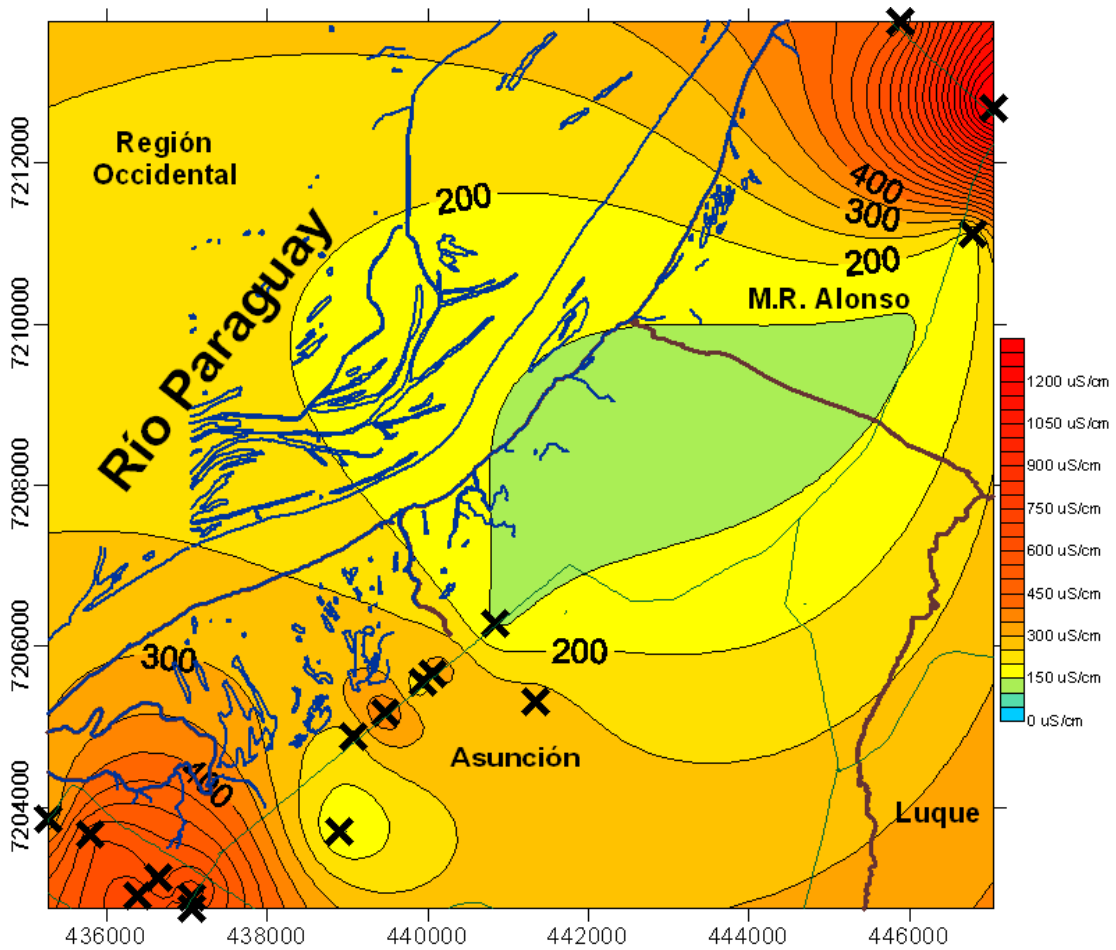 Región
Occidental
Río Paraguay
200
400
300
200
M.R. Alonso
200
300
400
Asunción
Luque
7212000
7210000
7208000
7206000
7204000
436000
438000
440000
442000
444000
446000
1200 uS/cm
1050 uS/cm
900 uS/cm
750 uS/cm
600 uS/cm
450 uS/cm
300 uS/cm
150 uS/cm
0 uS/cm